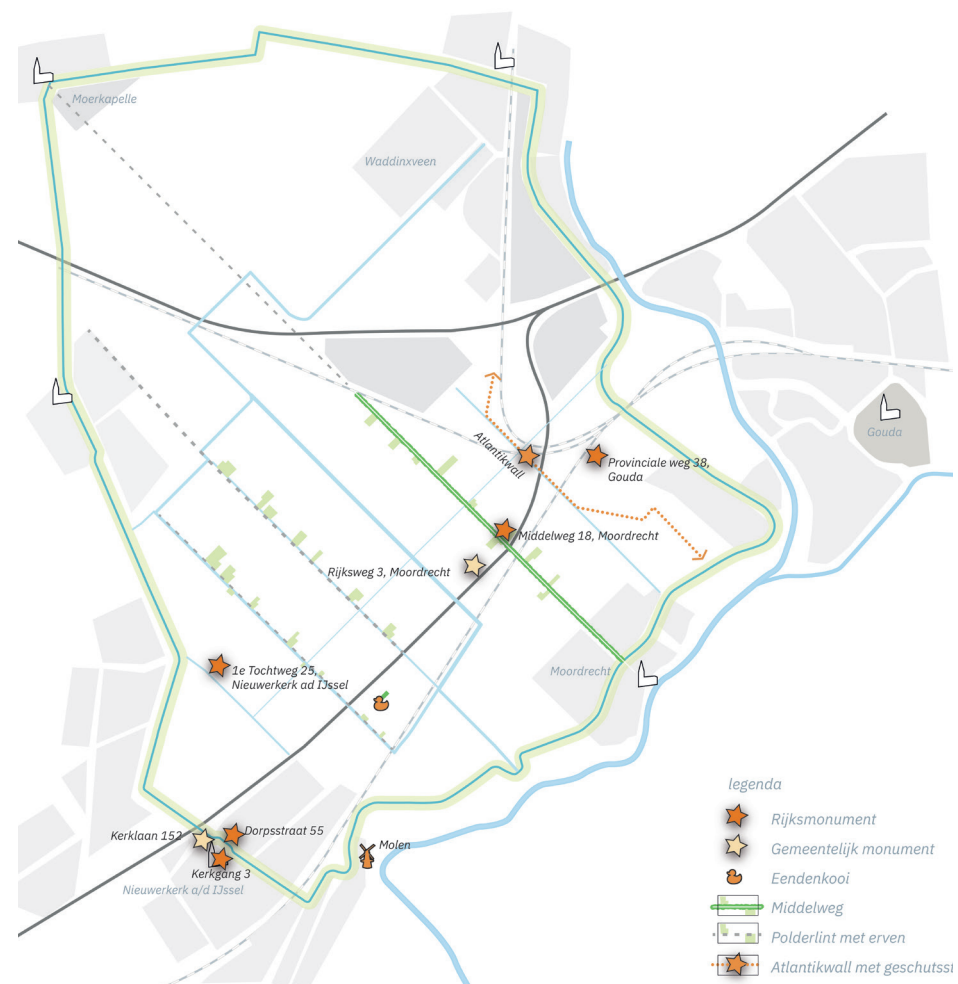 Moerkapelle
Waddinxveen
Gouda
Atlantikwall
Provinciale weg 38,
Gouda
Middelweg 18, Moordrecht
Rijksweg 3, Moordrecht
1e Tochtweg 25,
Nieuwerkerk ad IJssel
Moordrecht
Kerklaan 152
Dorpsstraat 55
Molen
Kerkgang 3
Nieuwerkerk a/d IJssel
legenda
Rijksmonument
Gemeentelijk monument
Eendenkooi
Middelweg
Polderlint met erven
Atlantikwall met geschutsst